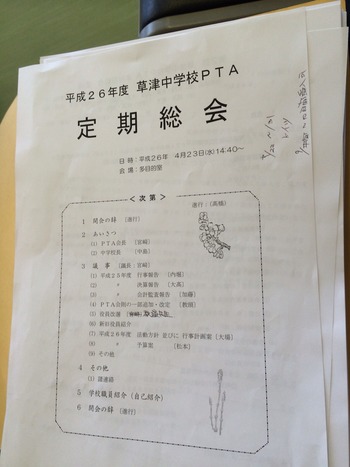 平成26年度 草津中学校PTA
定期総会
日時:平成26年 4月23日(水)14:40~
会場:多目的室
<次第>
進行:(高橋)
1 開会の辞 (進行)
2 あいさつ
(1) PTA会長 (宮﨑)
(2) 中学校長 (中島)
3 議事 (議長:宮﨑)
(1) 平成25年度 行事報告 (内堀)
(2) 〃 決算報告 (大髙)
(3) 〃 会計監査報告 (加藤)
(4) PTA会則の一部追加・改定 (教頭)
(5) 役員改選
(6) 新旧役員紹介
(7) 平成26年度 活動方針 並びに 行事計画案 (大楊)
(8) 〃 予算案 (松本)
(9) その他
4 その他
(1) 諸連絡
5 学校職員紹介 (自己紹介)
6 閉会の辞 (進行)